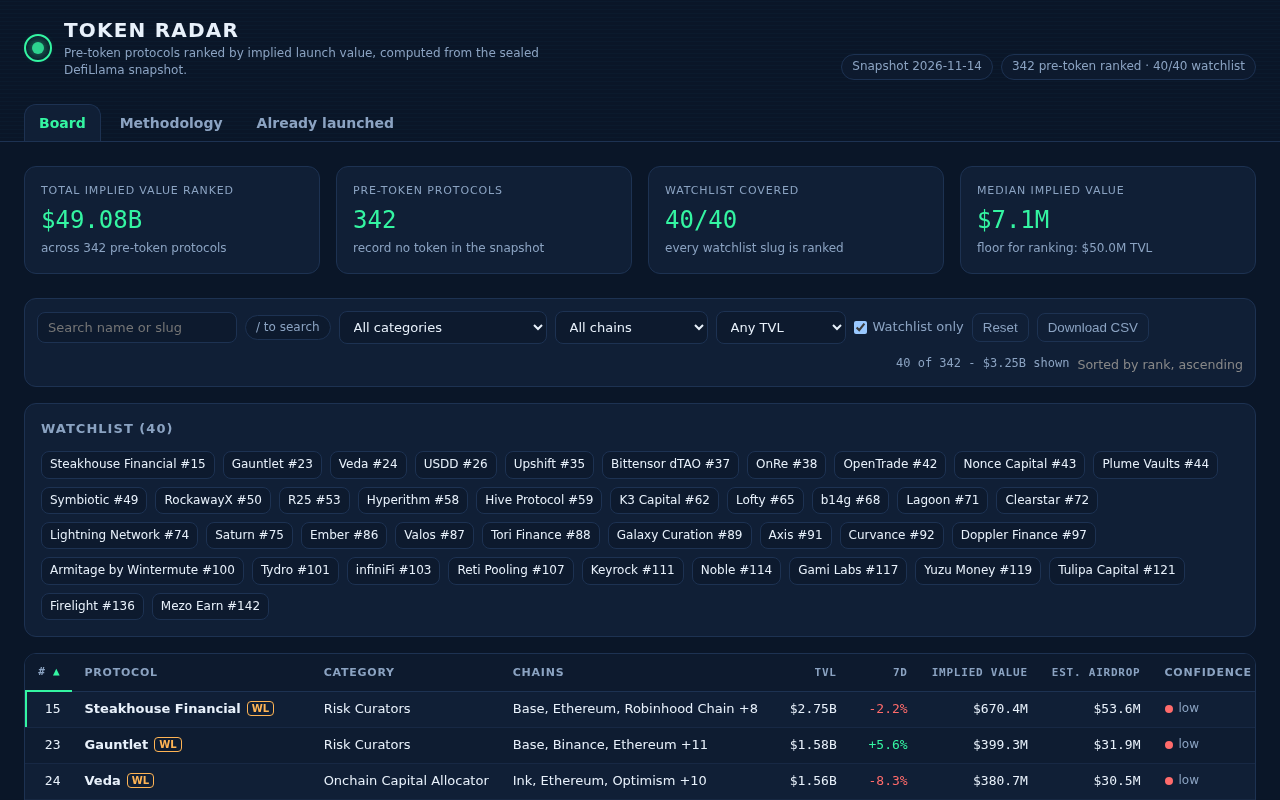 TOKEN RADAR
Pre-token protocols ranked by implied launch value, computed from the sealed
DefiLlama snapshot.
Snapshot 2026-11-14
342 pre-token ranked · 40/40 watchlist
Board
Methodology
Already launched
TOTAL IMPLIED VALUE RANKED
$49.08B
across 342 pre-token protocols
PRE-TOKEN PROTOCOLS
342
record no token in the snapshot
WATCHLIST COVERED
40/40
every watchlist slug is ranked
MEDIAN IMPLIED VALUE
$7.1M
floor for ranking: $50.0M TVL
Search name or slug
/ to search
All categories
All chains
Any TVL
Watchlist only
Reset
Download CSV
40 of 342 - $3.25B shown
Sorted by rank, ascending
WATCHLIST (40)
Steakhouse Financial #15
Gauntlet #23
Veda #24
USDD #26
Upshift #35
Bittensor dTAO #37
OnRe #38
OpenTrade #42
Nonce Capital #43
Plume Vaults #44
Symbiotic #49
RockawayX #50
R25 #53
Hyperithm #58
Hive Protocol #59
K3 Capital #62
Lofty #65
b14g #68
Lagoon #71
Clearstar #72
Lightning Network #74
Saturn #75
Ember #86
Valos #87
Tori Finance #88
Galaxy Curation #89
Axis #91
Curvance #92
Doppler Finance #97
Armitage by Wintermute #100
Tydro #101
infiniFi #103
Reti Pooling #107
Keyrock #111
Noble #114
Gami Labs #117
Yuzu Money #119
Tulipa Capital #121
Firelight #136
Mezo Earn #142
# ▲ PROTOCOL CATEGORY CHAINS TVL 7D IMPLIED VALUE EST. AIRDROP CONFIDENCE
15 Steakhouse Financial WL Risk Curators Base, Ethereum, Robinhood Chain +8 $2.75B -2.2% $670.4M $53.6M low
23 Gauntlet WL Risk Curators Base, Binance, Ethereum +11 $1.58B +5.6% $399.3M $31.9M low
24 Veda WL Onchain Capital Allocator Ink, Ethereum, Optimism +10 $1.56B -8.3% $380.7M $30.5M low